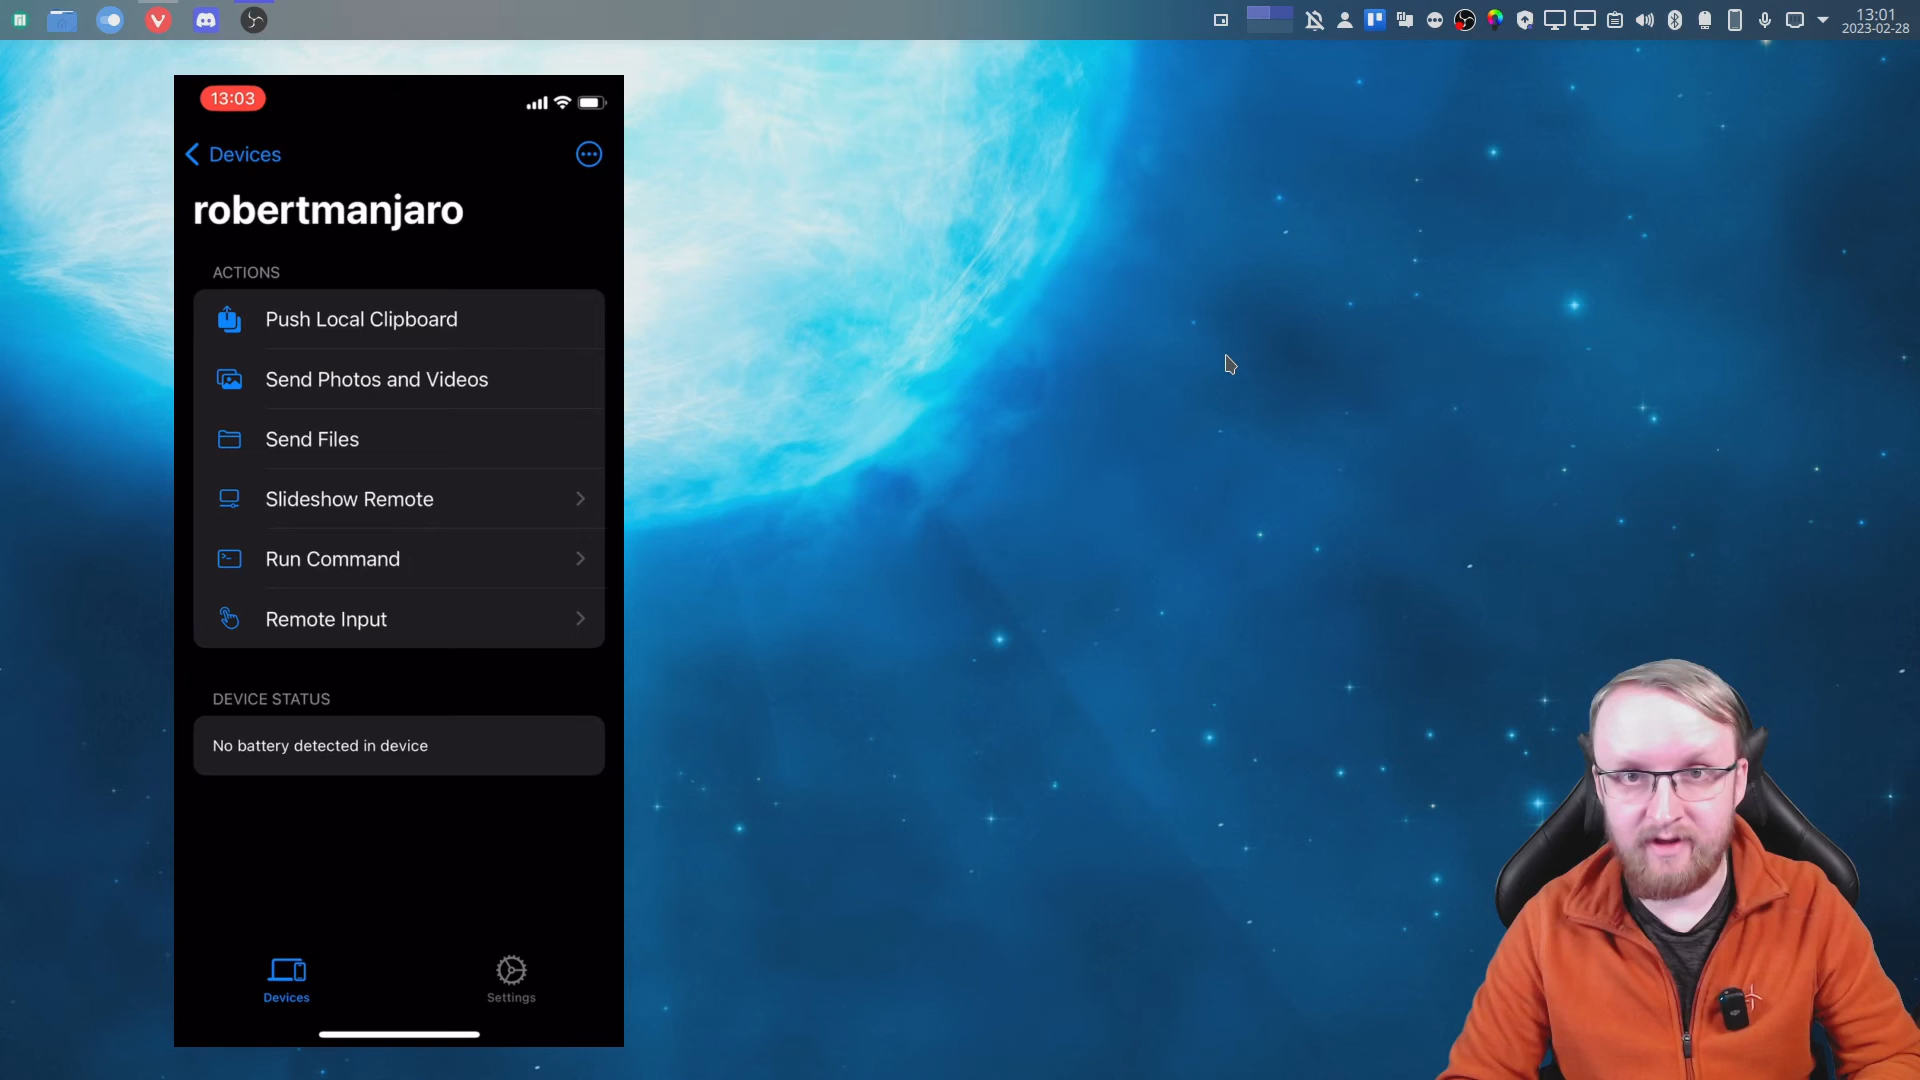 13:01
2023-02-28
13:03
Devices
robertmanjaro
ACTIONS
Push Local Clipboard
Send Photos and Videos
Send Files
Slideshow Remote
Run Command
Remote Input
DEVICE STATUS
No battery detected in device
Devices
Settings